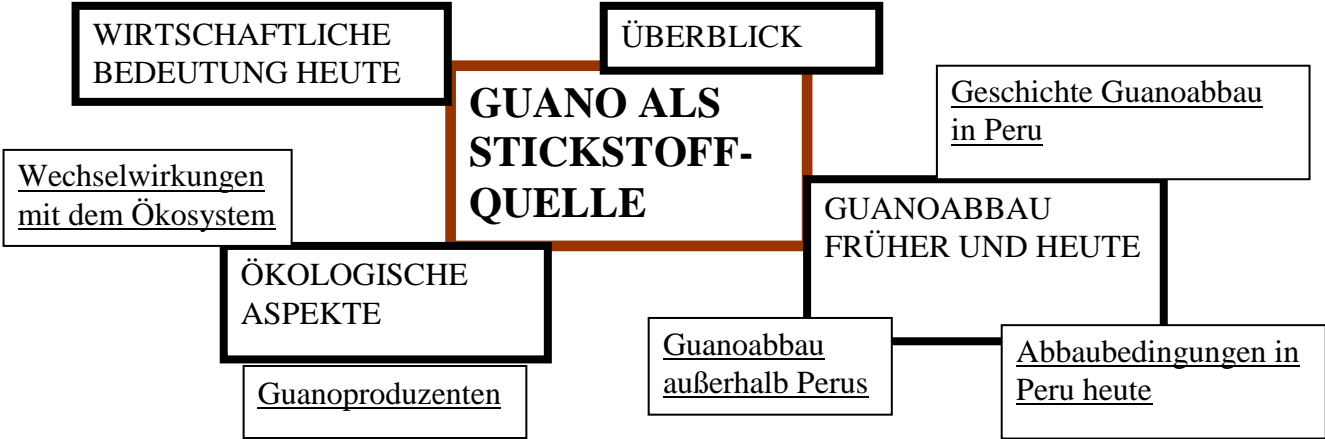 WIRTSCHAFTLICHE
BEDEUTUNG HEUTE
ÜBERBLICK
GUANO ALS
STICKSTOFF-
QUELLE
Geschichte Guanoabbau
in Peru
Wechselwirkungen
mit dem Ökosystem
GUANOABBAU
FRÜHER UND HEUTE
ÖKOLOGISCHE
ASPEKTE
Guanoabbau
außerhalb Perus
Abbaubedingungen in
Peru heute
Guanoproduzenten